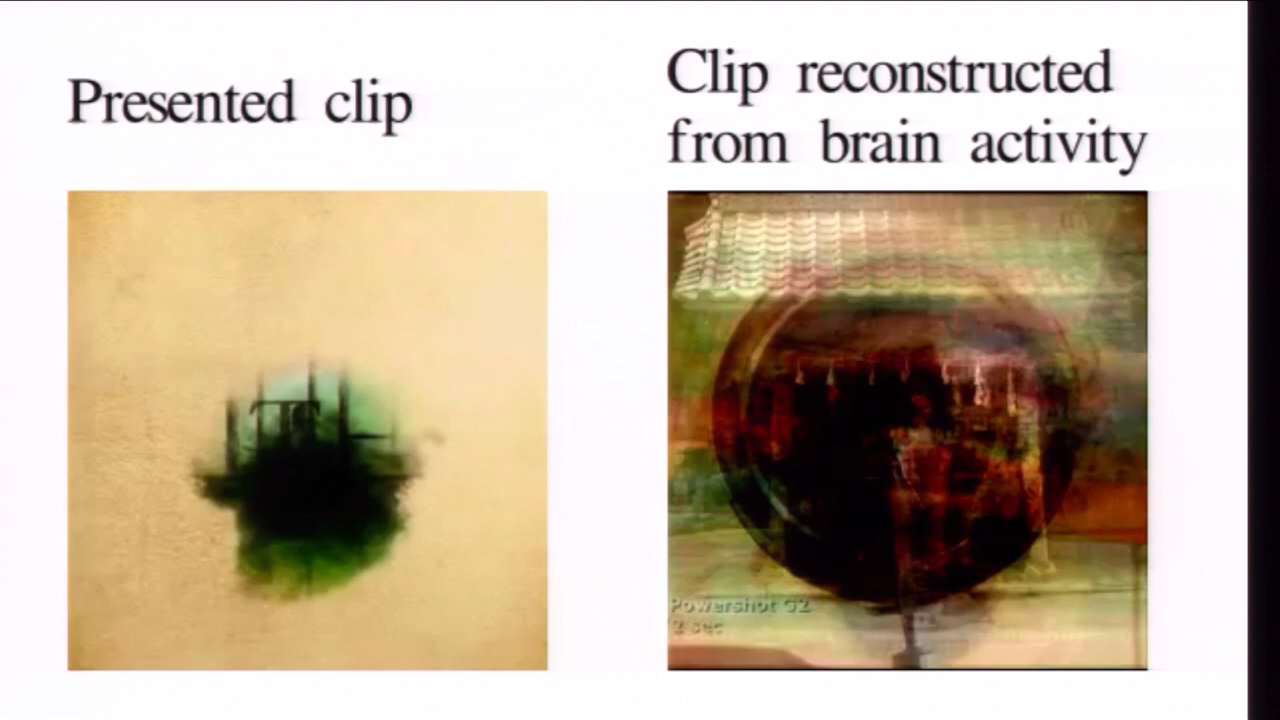 Presented clip
Clip reconstructed
from brain activity
Powershot G2
2 sec